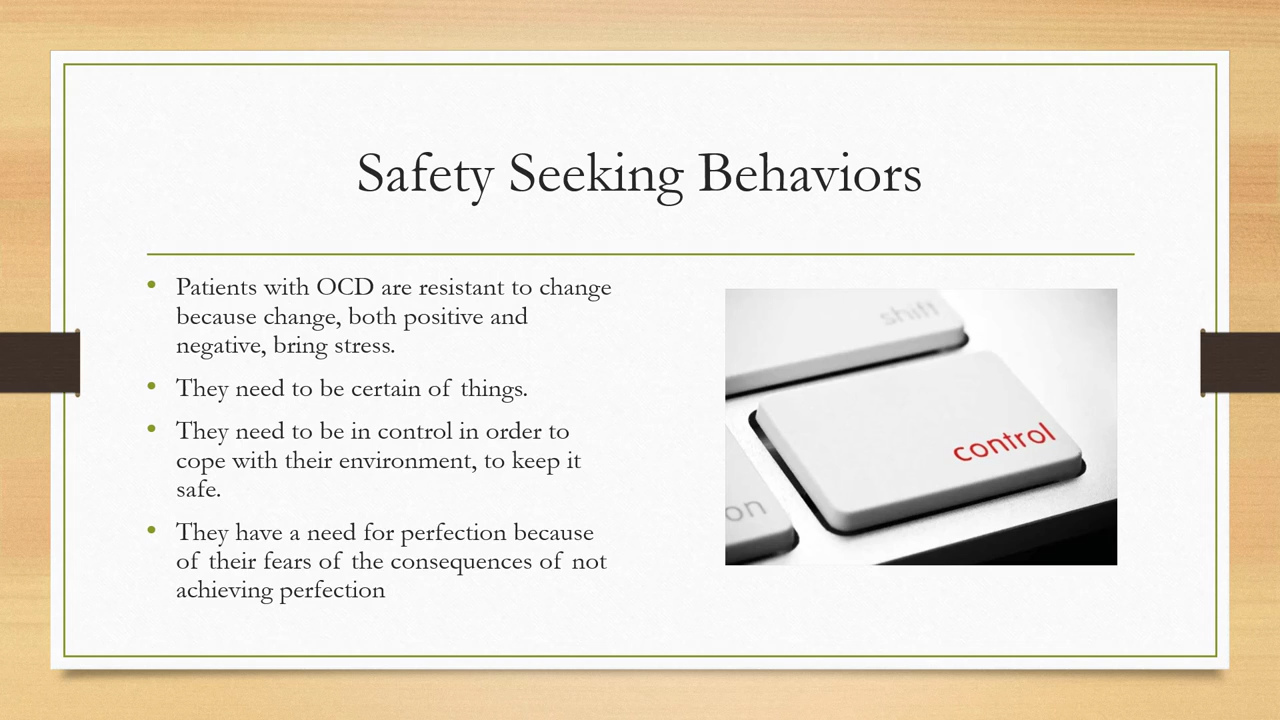 Safety Seeking Behaviors
• Patients with OCD are resistant to change
because change, both positive and
negative, bring stress.
• They need to be certain of things.
• They need to be in control in order to
cope with their environment, to keep it
safe.
• They have a need for perfection because
of their fears of the consequences of not
achieving perfection
shift
control
on